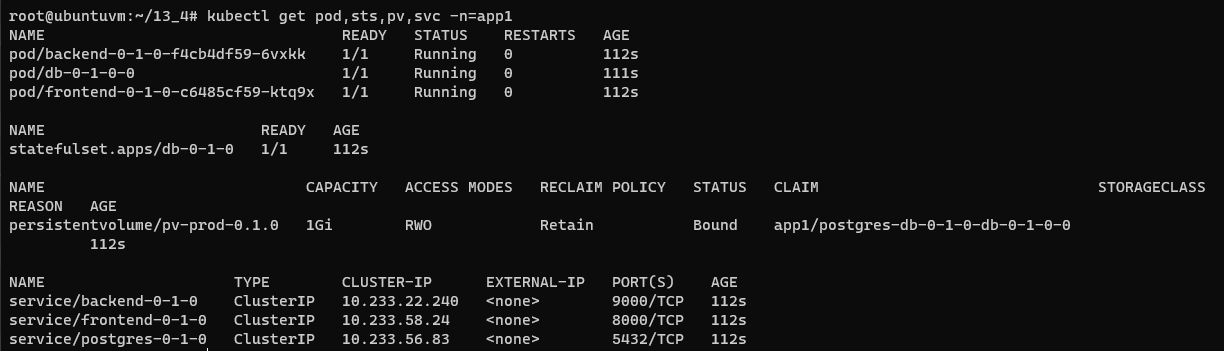 root@ubuntuvm:~/13_4# kubectl get pod,sts,pv,svc -n=app1
NAME                                 READY   STATUS    RESTARTS   AGE
pod/backend-0-1-0-f4cb4df59-6vxkk    1/1     Running   0          112s
pod/db-0-1-0-0                       1/1     Running   0          111s
pod/frontend-0-1-0-c6485cf59-ktq9x   1/1     Running   0          112s

NAME                        READY   AGE
statefulset.apps/db-0-1-0   1/1     112s

NAME                             CAPACITY   ACCESS MODES   RECLAIM POLICY   STATUS   CLAIM                               STORAGECLASS
REASON   AGE
persistentvolume/pv-prod-0.1.0   1Gi        RWO            Retain           Bound    app1/postgres-db-0-1-0-db-0-1-0-0
         112s

NAME                     TYPE        CLUSTER-IP      EXTERNAL-IP   PORT(S)    AGE
service/backend-0-1-0    ClusterIP   10.233.22.240   <none>        9000/TCP   112s
service/frontend-0-1-0   ClusterIP   10.233.58.24    <none>        8000/TCP   112s
service/postgres-0-1-0   ClusterIP   10.233.56.83    <none>        5432/TCP   112s